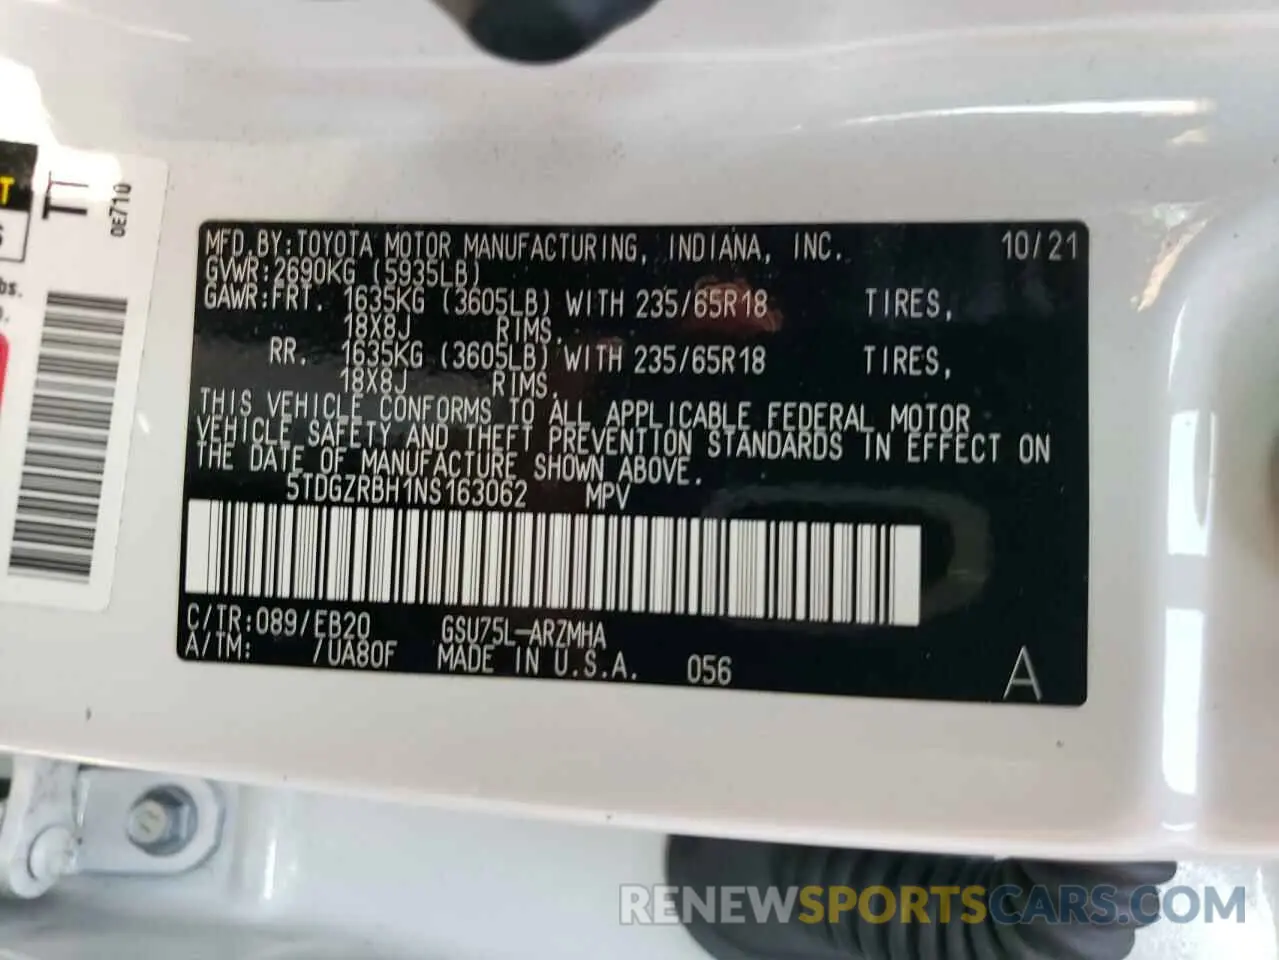 MFD.BY:TOYOTA MOTOR MANUFACTURING, INDIANA, INC. 10/21
GVWR:2690KG (5935LB)
GAWR:FRT. 1635KG (3605LB) WITH 235/65R18 TIRES,
18X8J RIMS.
RR. 1635KG (3605LB) WITH 235/65R18 TIRES,
18X8J RIMS.
THIS VEHICLE CONFORMS TO ALL APPLICABLE FEDERAL MOTOR
VEHICLE SAFETY AND THEFT PREVENTION STANDARDS IN EFFECT ON
THE DATE OF MANUFACTURE SHOWN ABOVE.
5TDGZRBH1NS163062 MPV
C/TR:089/EB20 GSU75L-ARZMHA
A/TM: /UA80F MADE IN U.S.A. 056 A
0E710
RENEWSPORTSCARS.COM